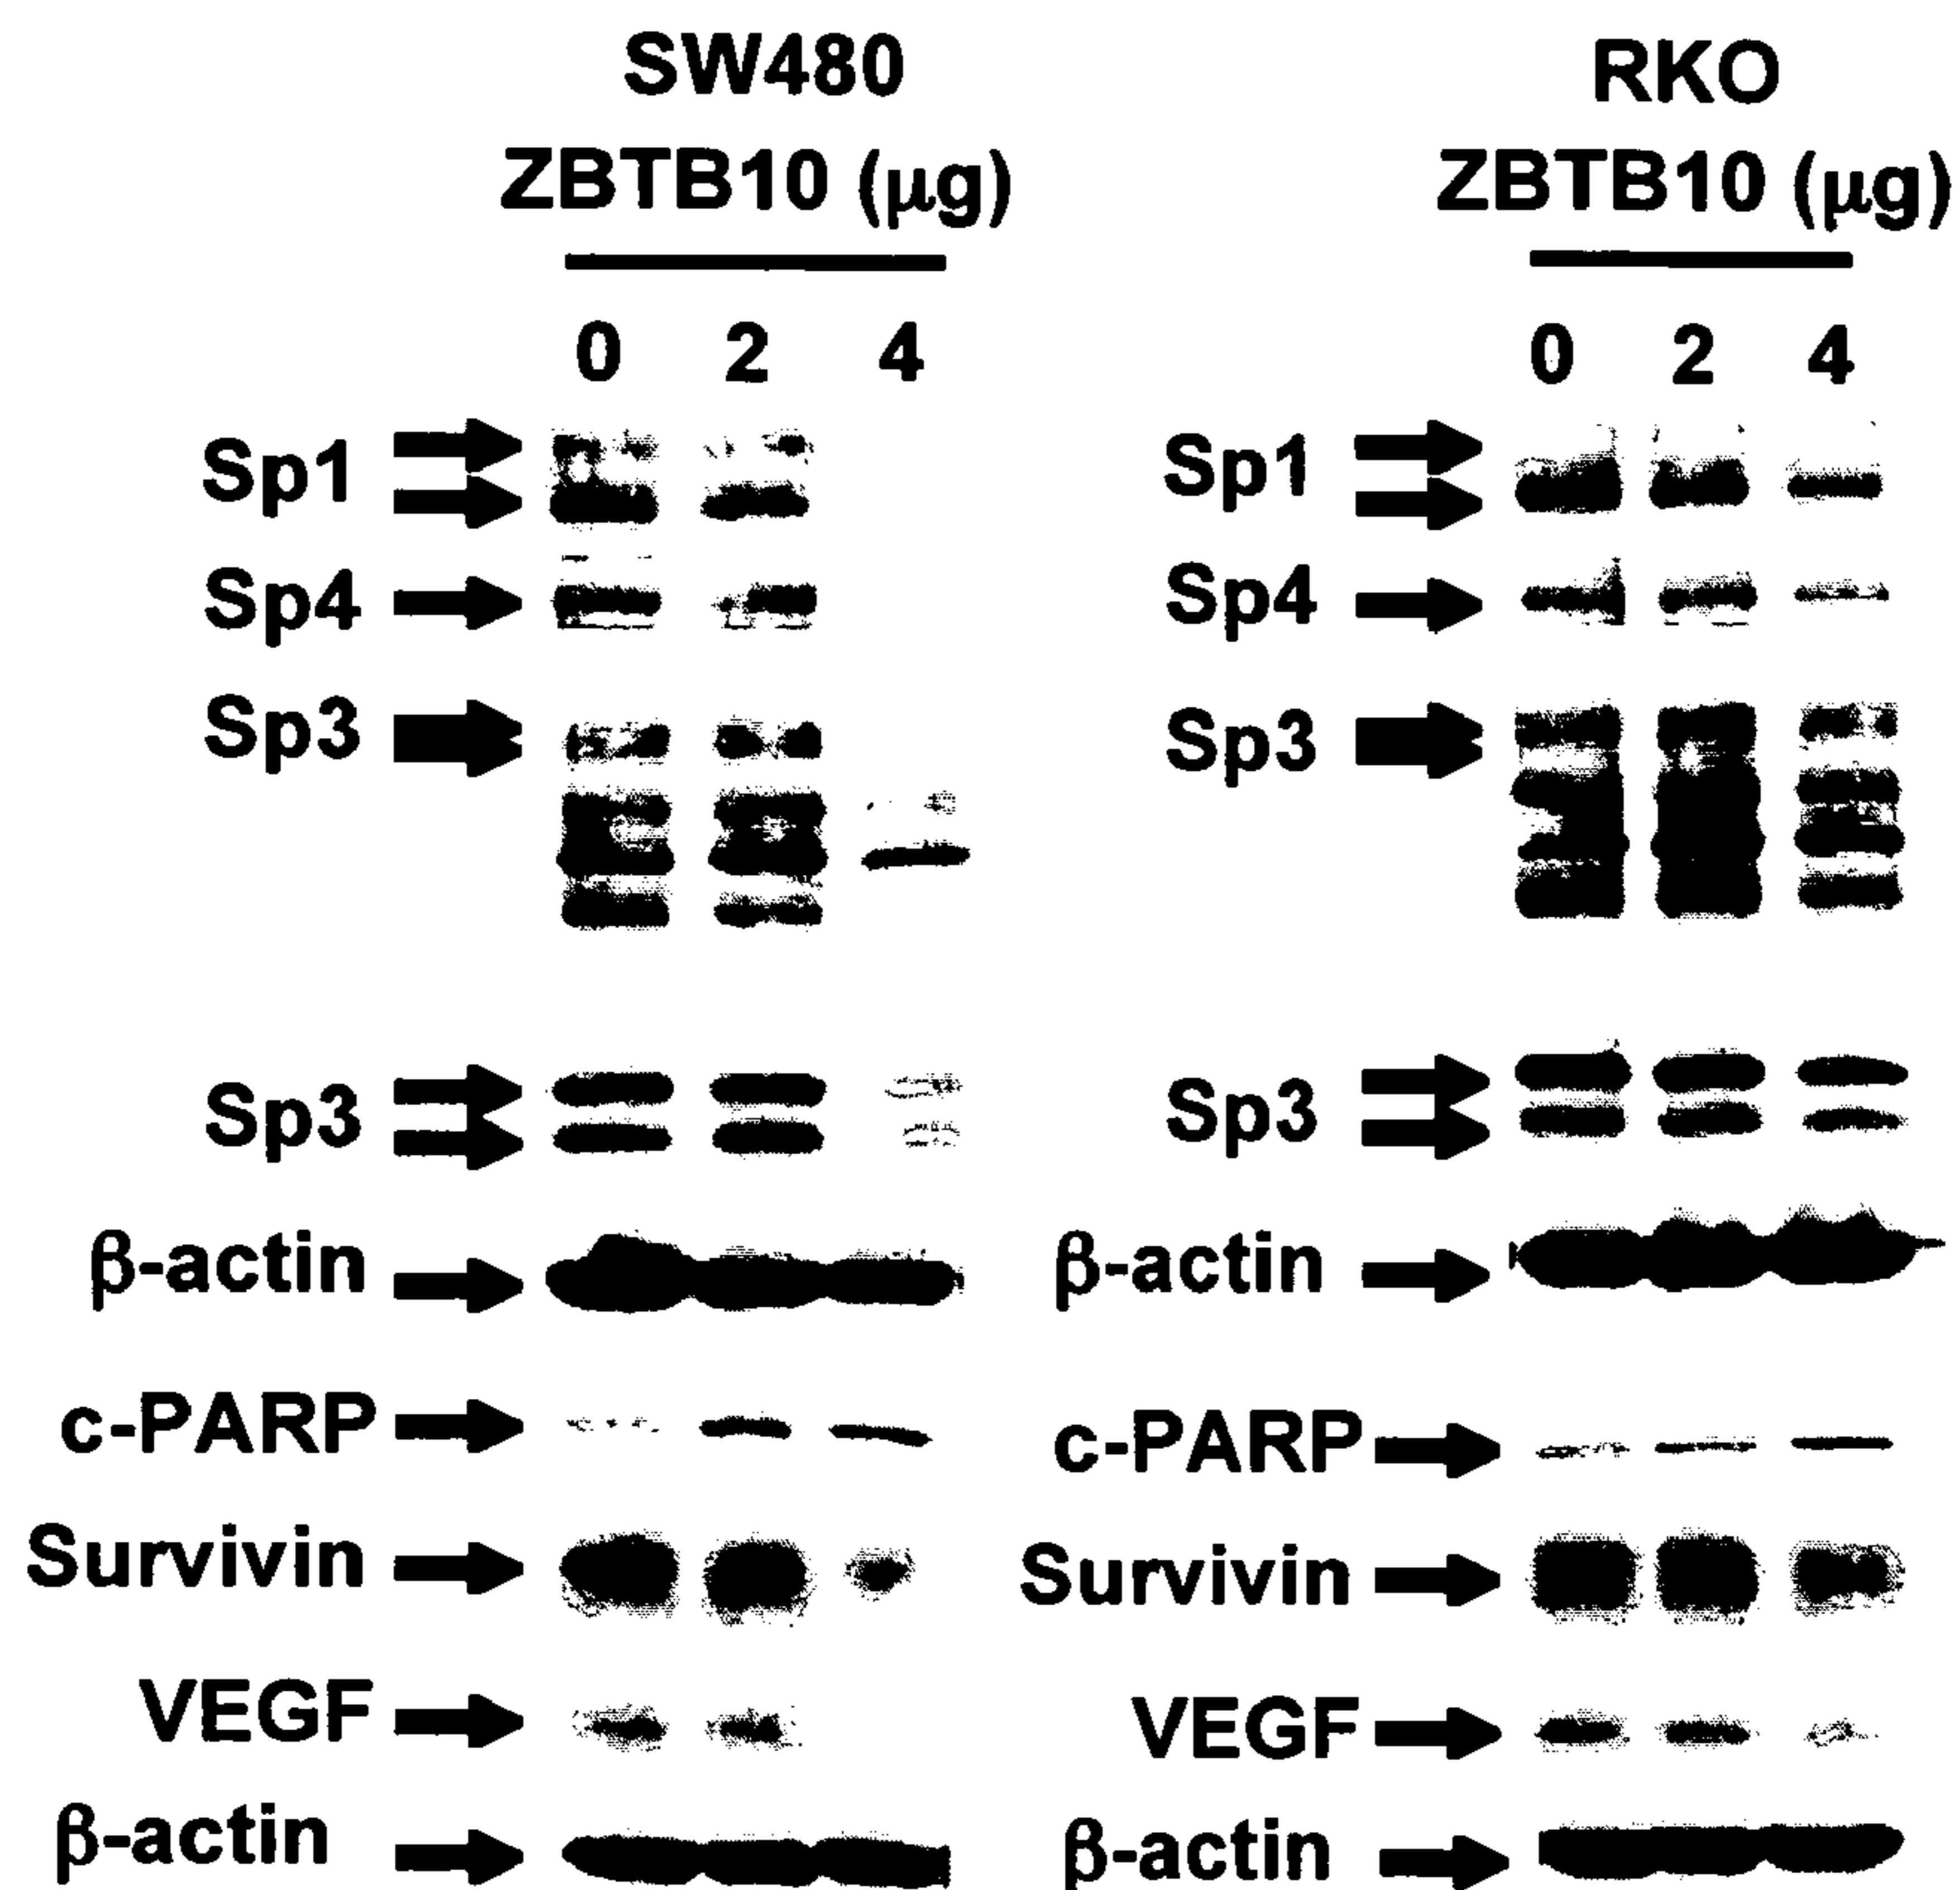 SW480
ZBTB10 (μg)
0 2 4
Sp1
Sp4
Sp3
Sp3
β-actin
c-PARP
Survivin
VEGF
β-actin
RKO
ZBTB10 (μg)
0 2 4
Sp1
Sp4
Sp3
Sp3
β-actin
c-PARP
Survivin
VEGF
β-actin